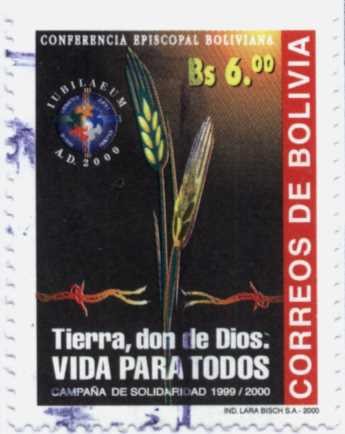 CONFERENCIA EPISCOPAL BOLIVIANA
Bs 6.00
IUBILAEUM
A.D. 2000
CORREOS DE BOLIVIA
Tierra, don de Dios:
VIDA PARA TODOS
CAMPAÑA DE SOLIDARIDAD 1999 / 2000
IND. LARA BISCH S.A. - 2000